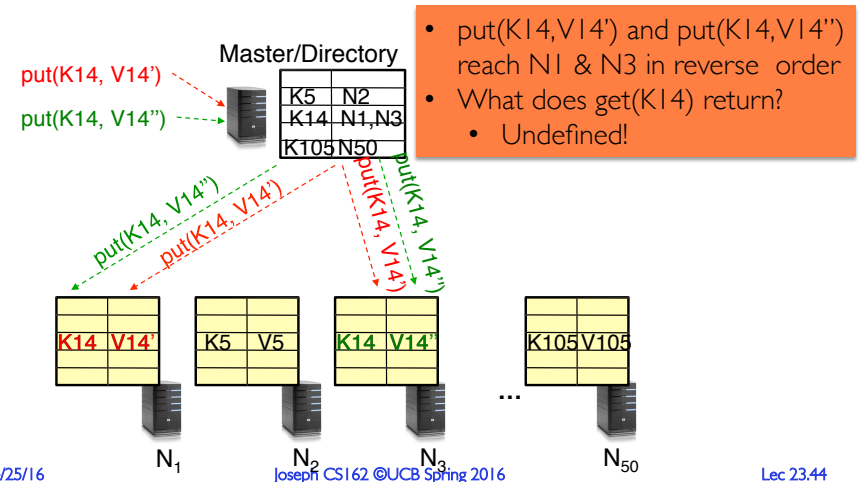 • put(K14,V14') and put(K14,V14'') reach N1 & N3 in reverse order
• What does get(K14) return?
• Undefined!
Master/Directory
put(K14, V14')
put(K14, V14'')
K5 N2
K14 N1,N3
K105 N50
put(K14, V14'')
put(K14, V14')
put(K14, V14')
put(K14, V14'')
K14 V14'
K5 V5
K14 V14''
K105 V105
...
N1
N2
N3
N50
/25/16
Joseph CS162 ©UCB Spring 2016
Lec 23.44